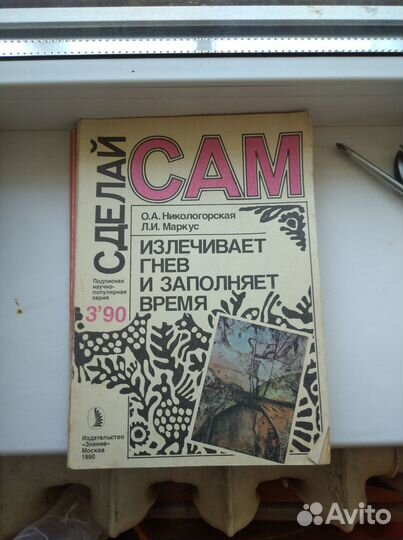 СДЕЛАЙ
САМ
О.А. Никологорская
Л.И. Маркус
ИЗЛЕЧИВАЕТ
ГНЕВ
И ЗАПОЛНЯЕТ
ВРЕМЯ
Подписная
научно-
популярная
серия
3'90
Издательство
«Знание»
Москва
1990
Avito